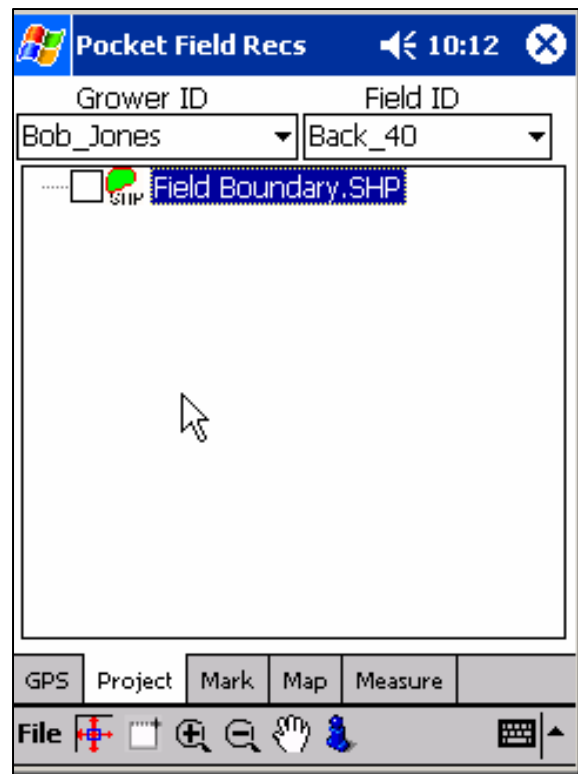 Pocket Field Recs 10:12
Grower ID Field ID
Bob_Jones Back_40
SHP Field Boundary.SHP
GPS Project Mark Map Measure
File